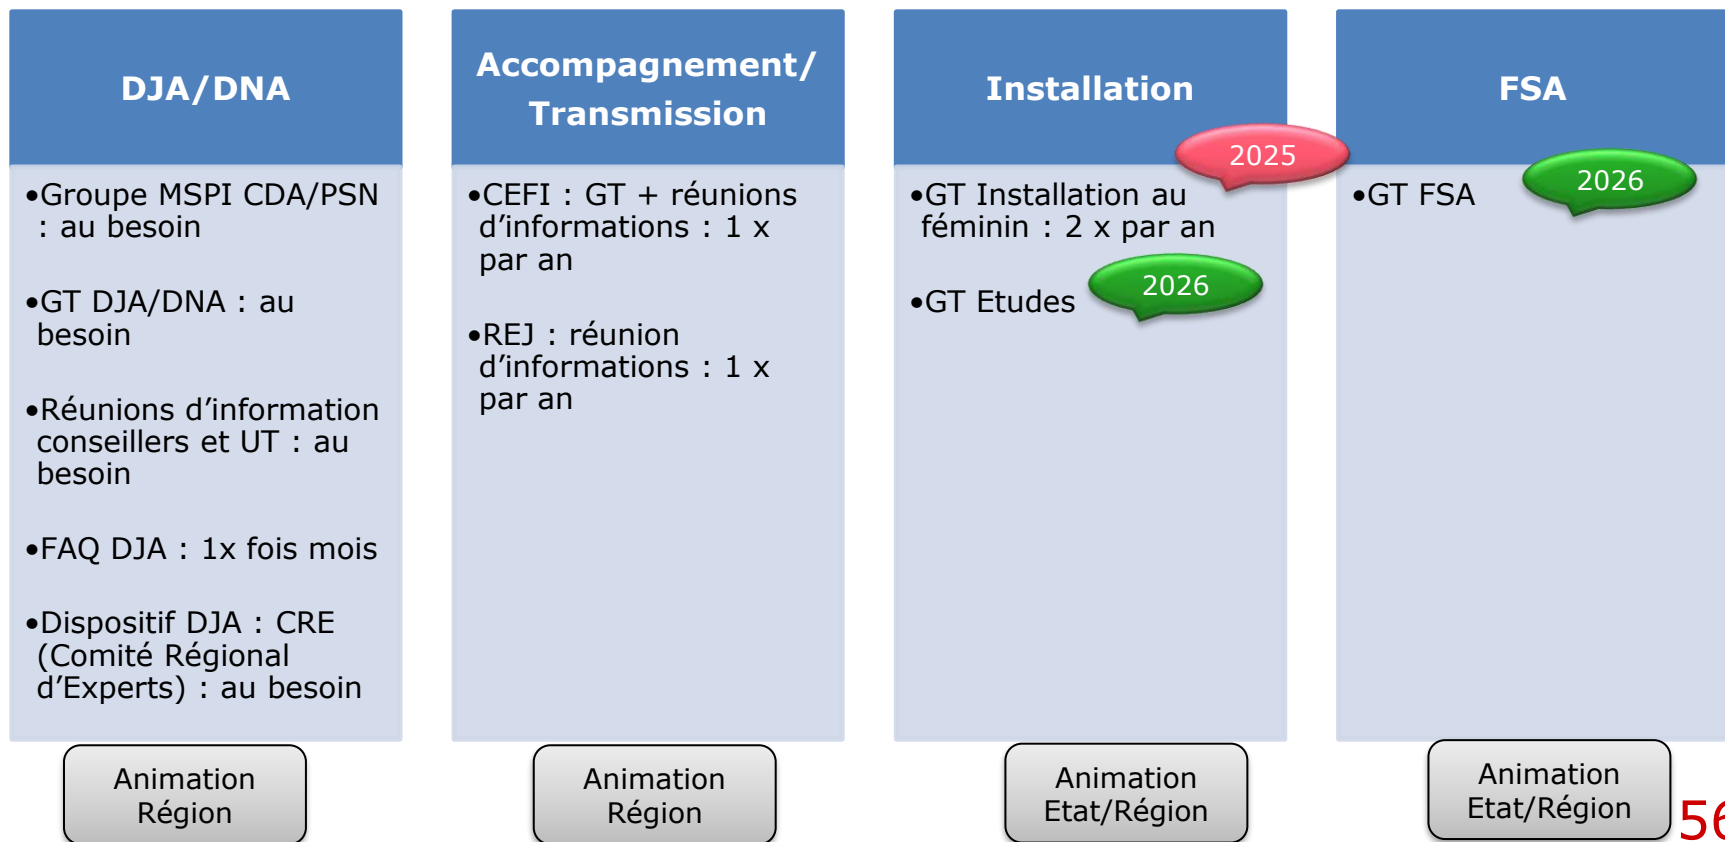 DJA/DNA
•Groupe MSPI CDA/PSN
: au besoin
•GT DJA/DNA : au
besoin
•Réunions d’information
conseillers et UT : au
besoin
•FAQ DJA : 1x fois mois
•Dispositif DJA : CRE
(Comité Régional
d’Experts) : au besoin
Animation
Région
Accompagnement/
Transmission
•CEFI : GT + réunions
d’informations : 1 x
par an
•REJ : réunion
d’informations : 1 x
par an
Animation
Région
Installation
2025
•GT Installation au
féminin : 2 x par an
•GT Etudes
2026
Animation
Etat/Région
FSA
•GT FSA
2026
Animation
Etat/Région
56